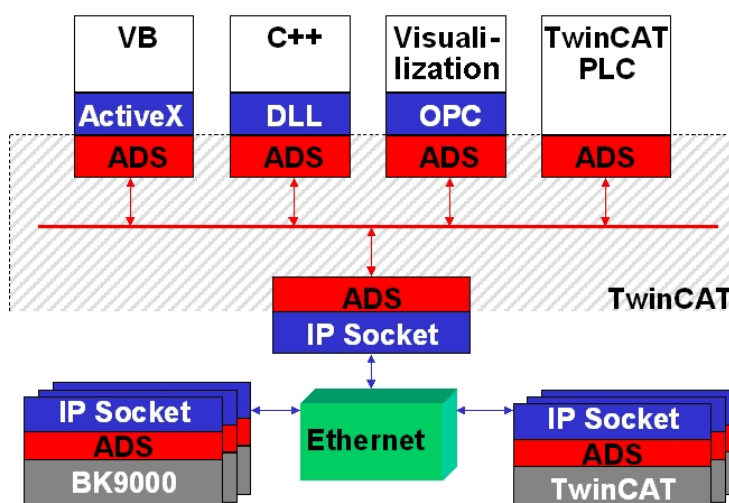 VB
ActiveX
ADS
C++
DLL
ADS
Visuali-
lization
OPC
ADS
TwinCAT
PLC
ADS
TwinCAT
ADS
IP Socket
IP Socket
ADS
BK9000
Ethernet
IP Socket
ADS
TwinCAT